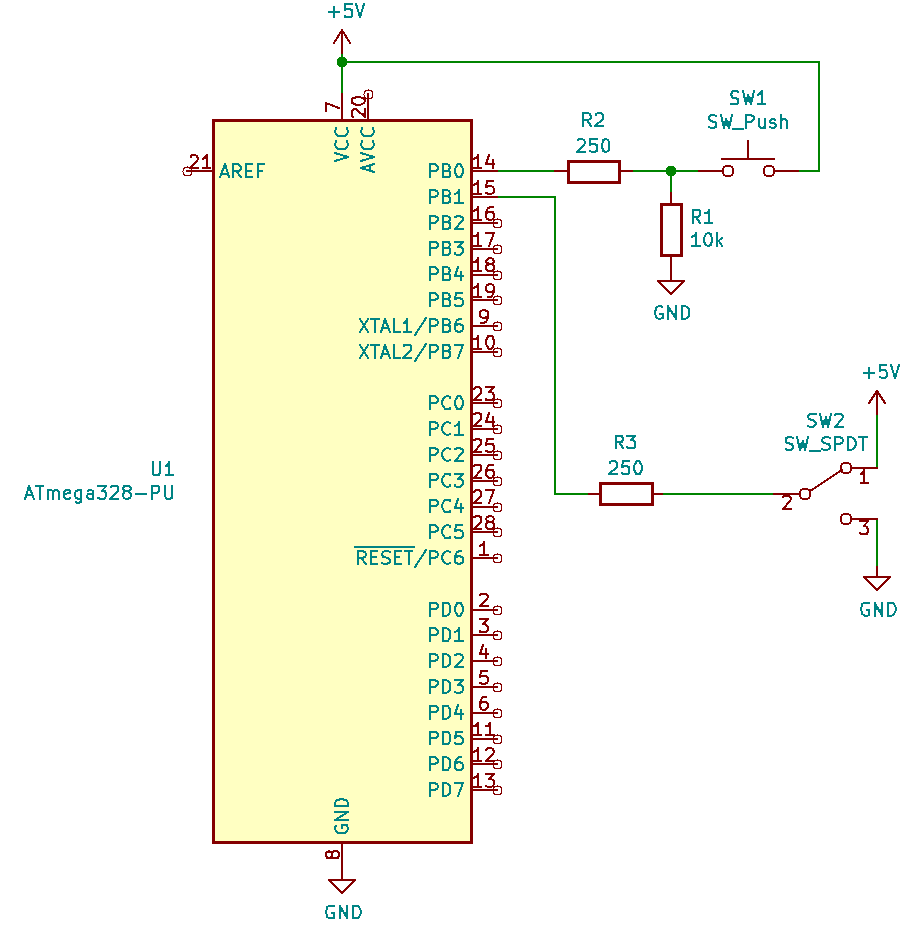 +5V
7
20
VCC
AVCC
21
AREF
PB0
14
PB1
15
PB2
16
PB3
17
PB4
18
PB5
19
XTAL1/PB6
9
XTAL2/PB7
10
PC0
23
PC1
24
PC2
25
PC3
26
PC4
27
PC5
28
RESET/PC6
1
PD0
2
PD1
3
PD2
4
PD3
5
PD4
6
PD5
11
PD6
12
PD7
13
U1
ATmega328-PU
GND
8
GND
R2
250
SW1
SW_Push
R1
10k
GND
R3
250
+5V
SW2
SW_SPDT
1
2
3
GND